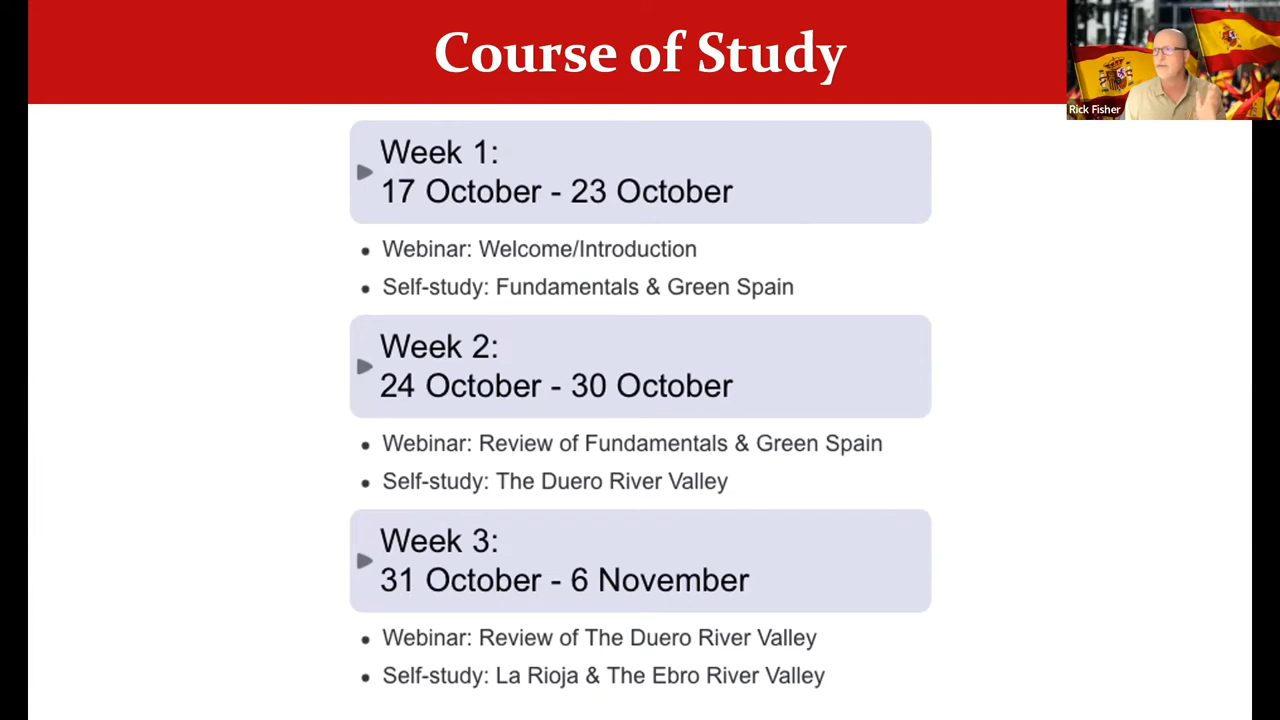 Course of Study
Rick Fisher
Week 1:
17 October - 23 October
• Webinar: Welcome/Introduction
• Self-study: Fundamentals & Green Spain
Week 2:
24 October - 30 October
• Webinar: Review of Fundamentals & Green Spain
• Self-study: The Duero River Valley
Week 3:
31 October - 6 November
• Webinar: Review of The Duero River Valley
• Self-study: La Rioja & The Ebro River Valley